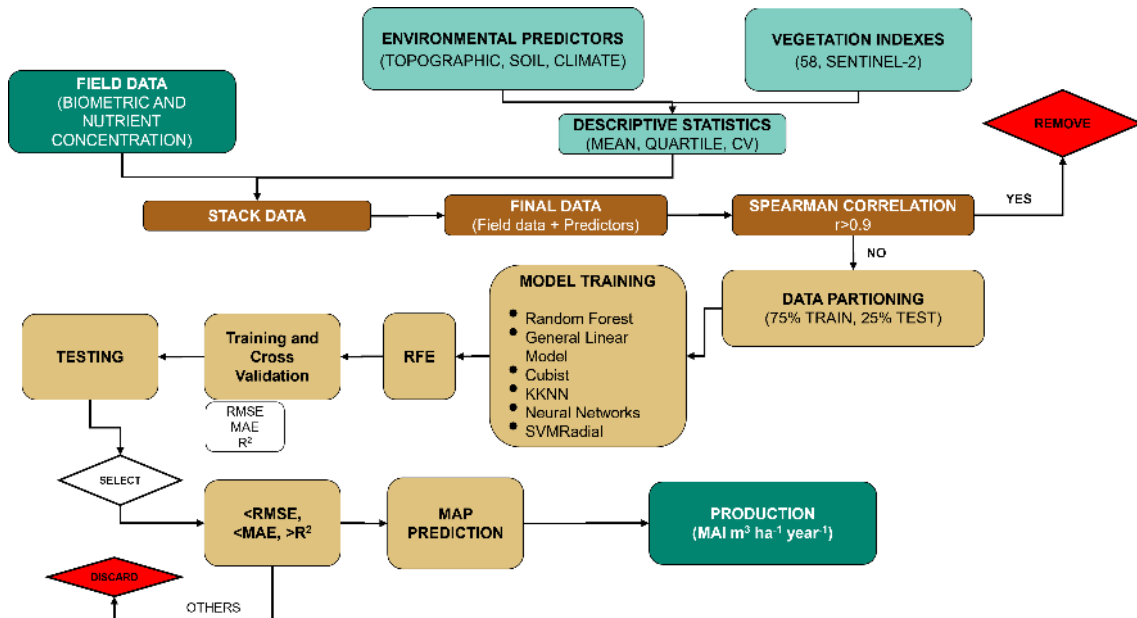 ENVIRONMENTAL PREDICTORS
(TOPOGRAPHIC, SOIL, CLIMATE)
VEGETATION INDEXES
(58, SENTINEL-2)
FIELD DATA
(BIOMETRIC AND
NUTRIENT
CONCENTRATION)
DESCRIPTIVE STATISTICS
(MEAN, QUARTILE, CV)
REMOVE
STACK DATA
FINAL DATA
(Field data + Predictors)
SPEARMAN CORRELATION
r>0.9
YES
NO
DATA PARTIONING
(75% TRAIN, 25% TEST)
MODEL TRAINING
• Random Forest
• General Linear
Model
• Cubist
• KKNN
• Neural Networks
• SVMRadial
RFE
Training and
Cross
Validation
RMSE
MAE
R²
TESTING
SELECT
<RMSE,
<MAE, >R²
MAP
PREDICTION
PRODUCTION
(MAI m³ ha⁻¹ year⁻¹)
DISCARD
OTHERS